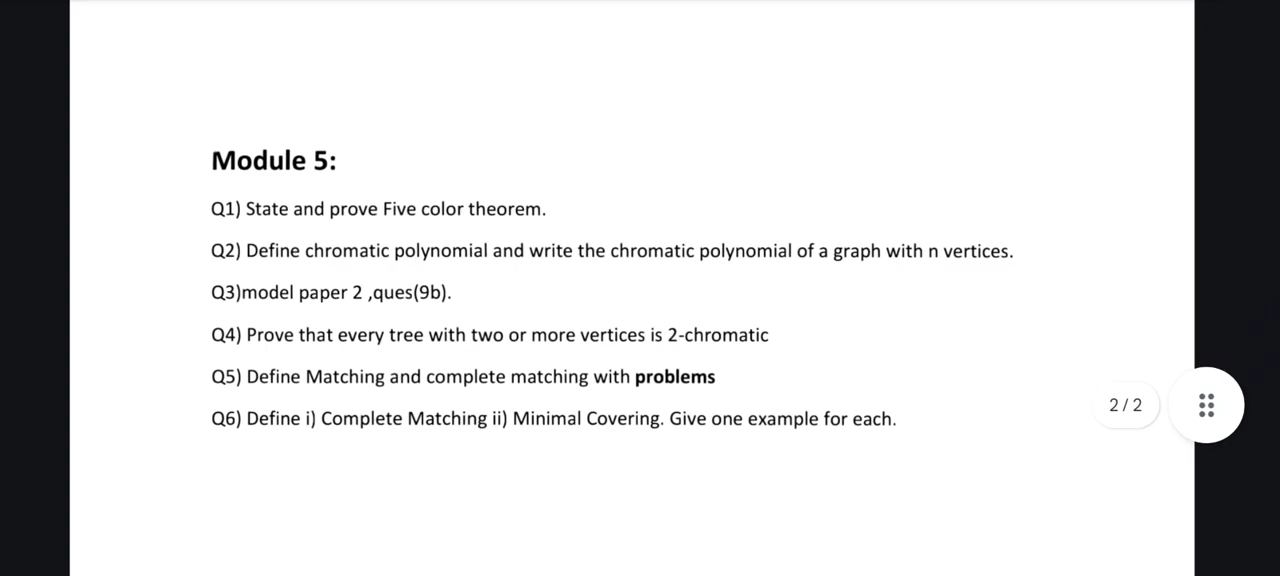 Module 5:
Q1) State and prove Five color theorem.
Q2) Define chromatic polynomial and write the chromatic polynomial of a graph with n vertices.
Q3)model paper 2 ,ques(9b).
Q4) Prove that every tree with two or more vertices is 2-chromatic
Q5) Define Matching and complete matching with problems
2 / 2
Q6) Define i) Complete Matching ii) Minimal Covering. Give one example for each.